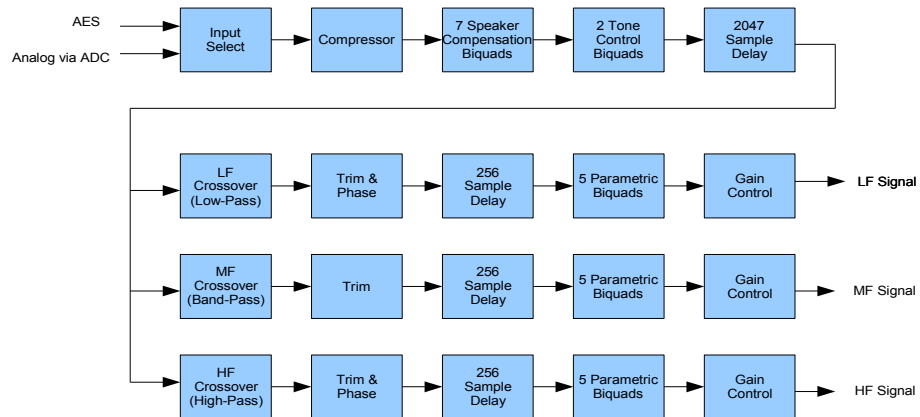 AES
Analog via ADC
Input
Select
Compressor
7 Speaker
Compensation
Biquads
2 Tone
Control
Biquads
2047
Sample
Delay
LF
Crossover
(Low-Pass)
Trim &
Phase
256
Sample
Delay
5 Parametric
Biquads
Gain
Control
LF Signal
MF
Crossover
(Band-Pass)
Trim
256
Sample
Delay
5 Parametric
Biquads
Gain
Control
MF Signal
HF
Crossover
(High-Pass)
Trim &
Phase
256
Sample
Delay
5 Parametric
Biquads
Gain
Control
HF Signal